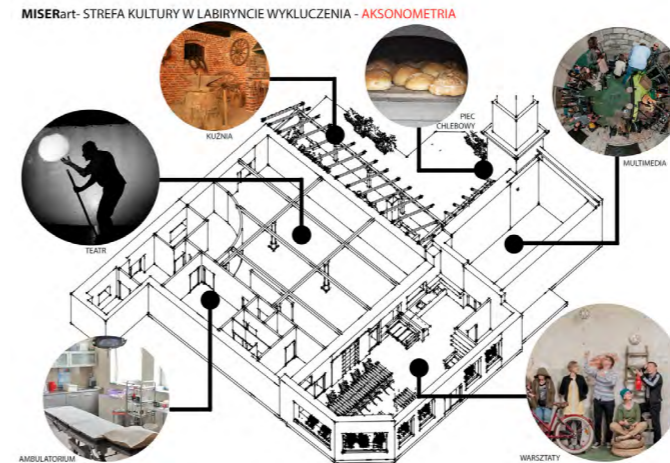 MISERart- STREFA KULTURY W LABIRYNCIE WYKLUCZENIA - AKSONOMETRIA
KUŹNIA
PIEC
CHLEBOWY
MULTIMEDIA
TEATR
AMBULATORIUM
WARSZTATY